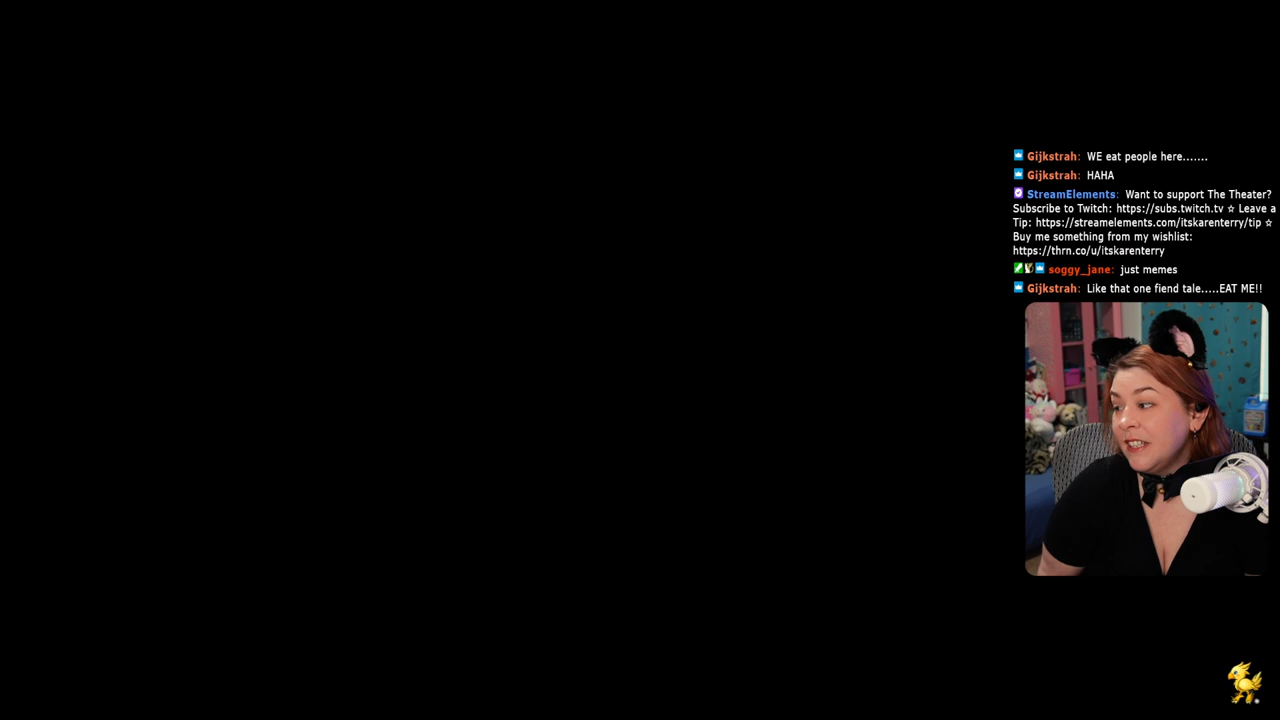 Gijkstrah: WE eat people here.......
Gijkstrah: HAHA
StreamElements: Want to support The Theater?
Subscribe to Twitch: https://subs.twitch.tv ☆ Leave a
Tip: https://streamelements.com/itskarenterry/tip ☆
Buy me something from my wishlist:
https://thrn.co/u/itskarenterry
soggy_jane: just memes
Gijkstrah: Like that one fiend tale.....EAT ME!!